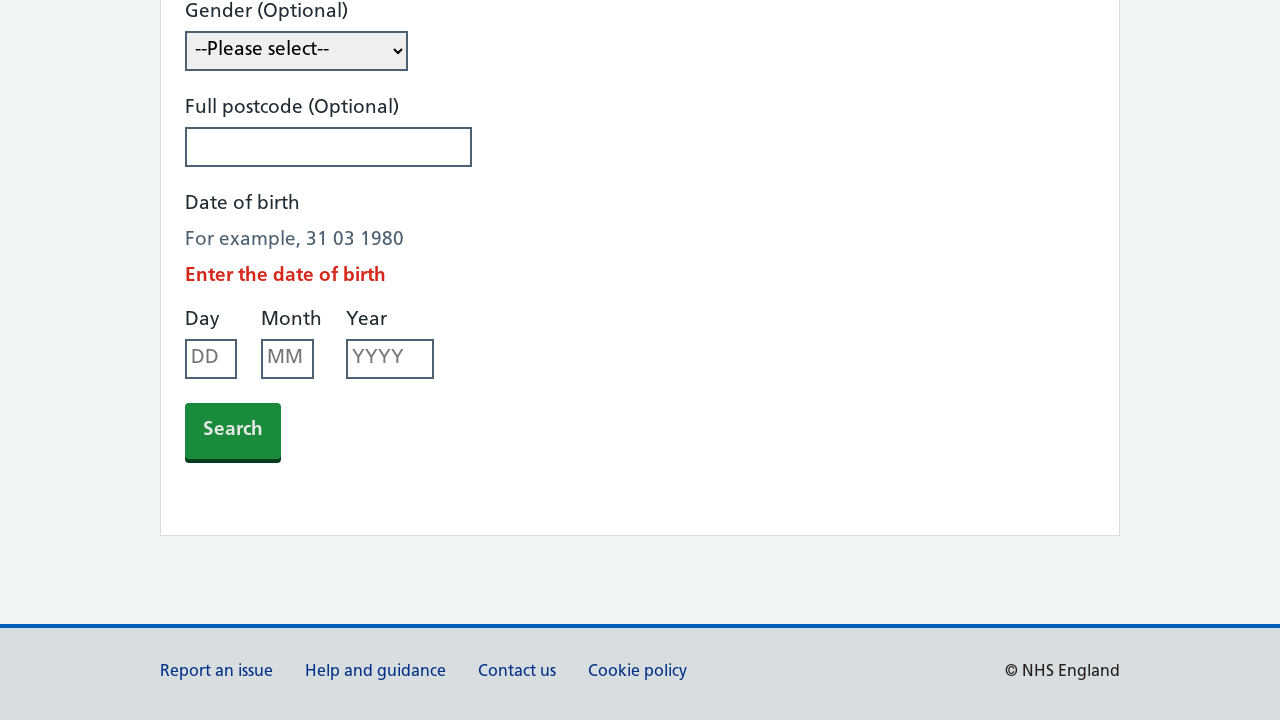 Gender (Optional)
--Please select--
Full postcode (Optional)
Date of birth
For example, 31 03 1980
Enter the date of birth
Day Month Year
DD MM YYYY
Search
Report an issue Help and guidance Contact us Cookie policy © NHS England